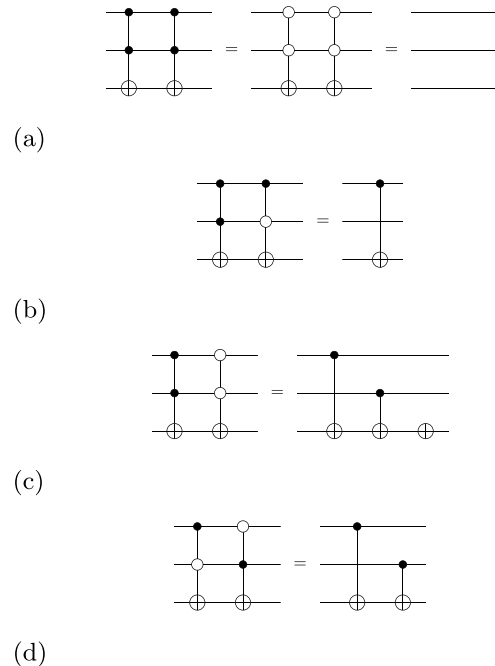 = =
(a)
=
(b)
=
(c)
=
(d)